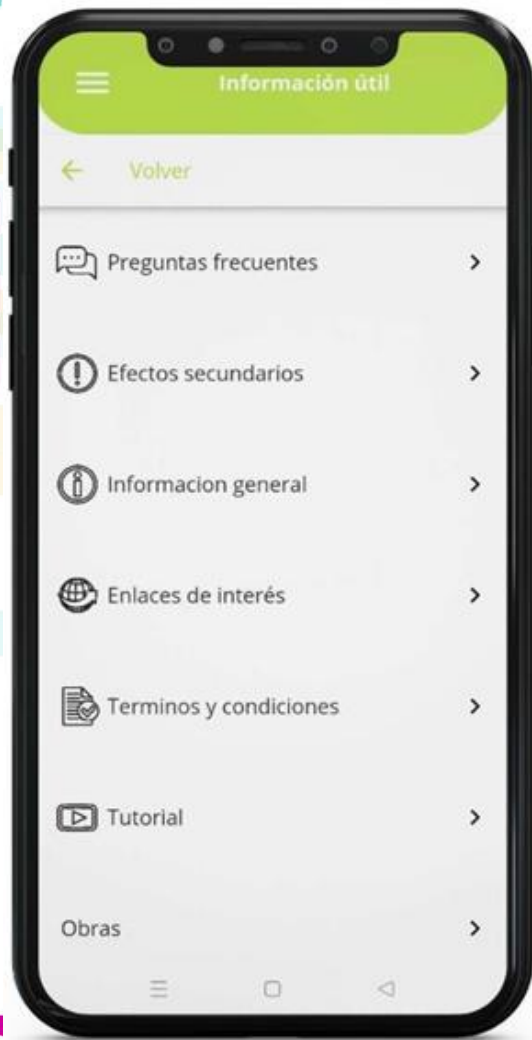 Información útil
Volver
Preguntas frecuentes
Efectos secundarios
Informacion general
Enlaces de interés
Terminos y condiciones
Tutorial
Obras